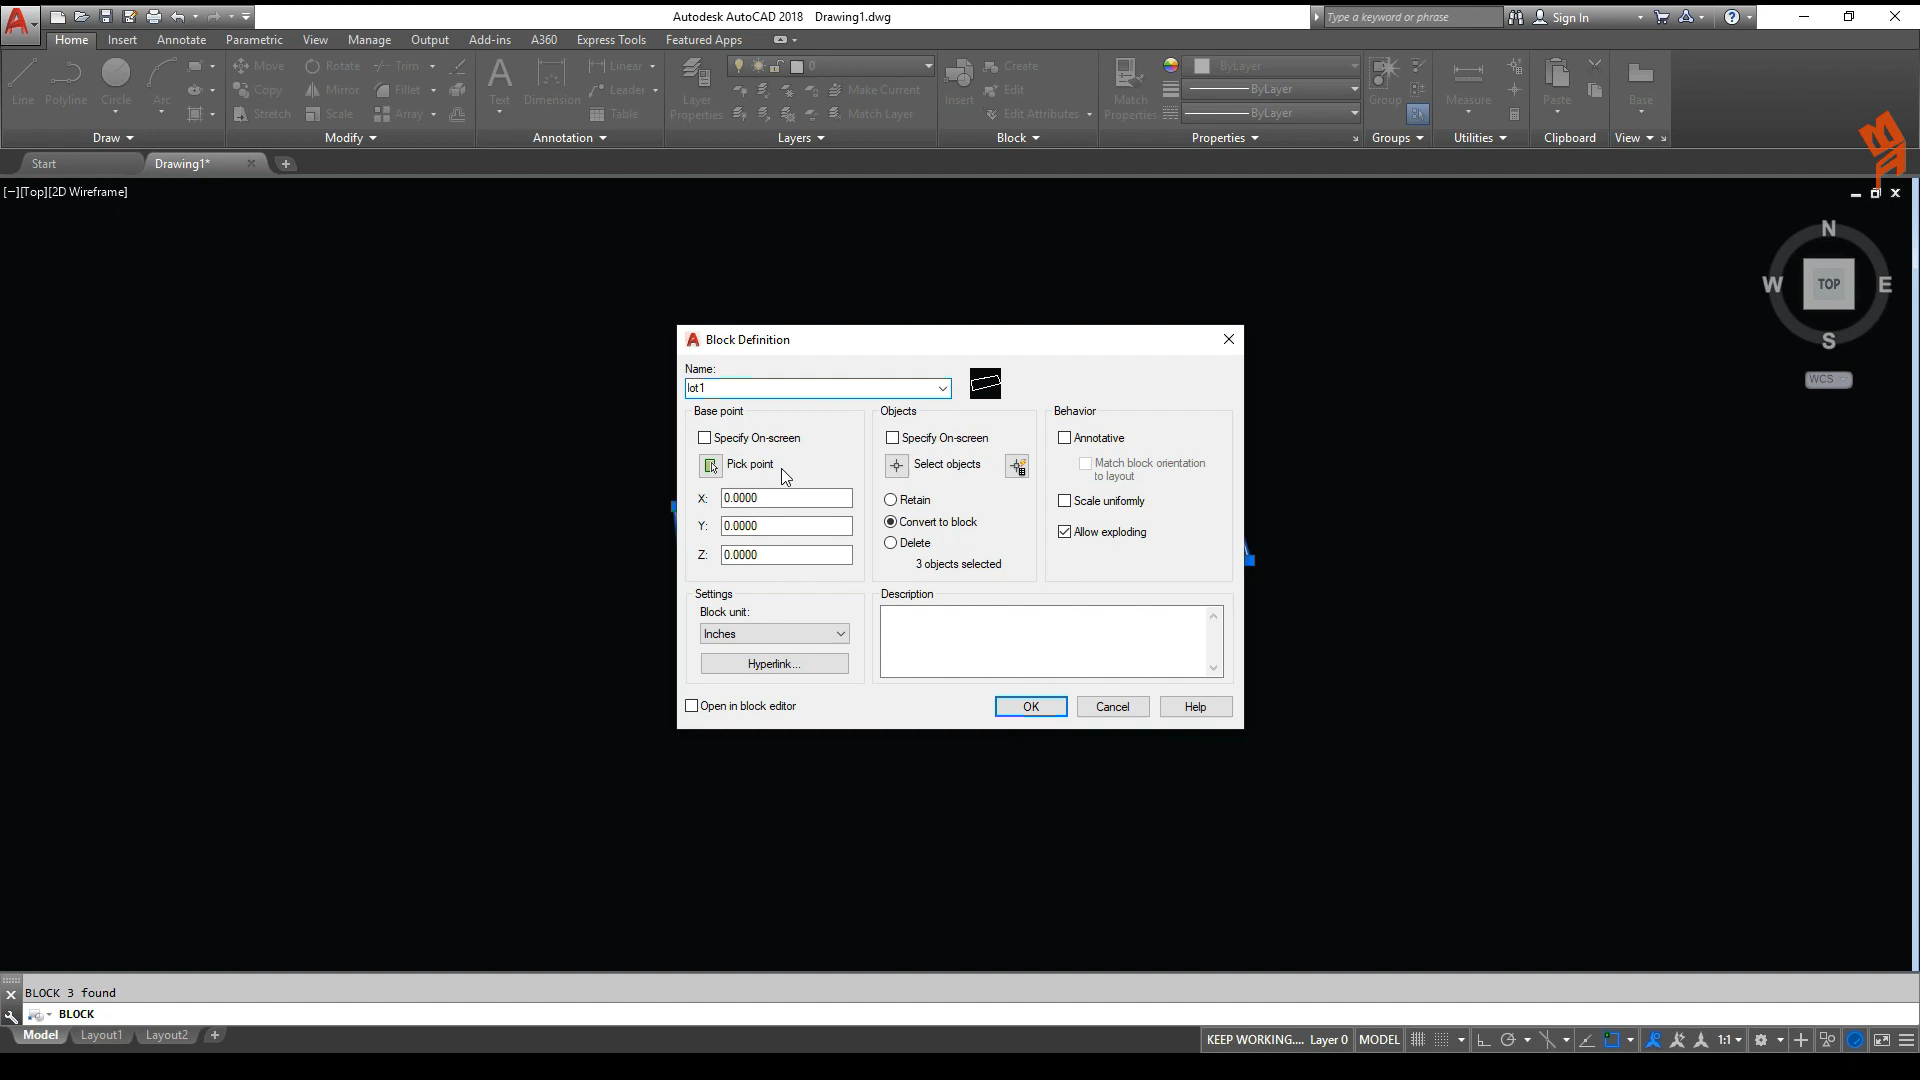 Autodesk AutoCAD 2018 Drawing1.dwg
Type a keyword or phrase
Sign In
Home Insert Annotate Parametric View Manage Output Add-ins A360 Express Tools Featured Apps
Line Polyline Circle Arc
Move Rotate Trim
Copy Mirror Fillet
Stretch Scale Array
Text Dimension
Linear
Leader
Table
Layer Properties
0
Make Current
Match Layer
Insert
Create
Edit
Edit Attributes
Match Properties
ByLayer
ByLayer
ByLayer
Group
Measure
Paste
Base
Draw Modify Annotation Layers Block Properties Groups Utilities Clipboard View
Start Drawing1*
[−][Top][2D Wireframe]
N
W TOP E
S
WCS
Block Definition
Name:
lot1
Base point
Specify On-screen
Pick point
X: 0.0000
Y: 0.0000
Z: 0.0000
Objects
Specify On-screen
Select objects
Retain
Convert to block
Delete
3 objects selected
Behavior
Annotative
Match block orientation
to layout
Scale uniformly
Allow exploding
Settings
Block unit:
Inches
Hyperlink...
Description
Open in block editor
OK Cancel Help
BLOCK 3 found
BLOCK
Model Layout1 Layout2
KEEP WORKING.... Layer 0 MODEL 1:1